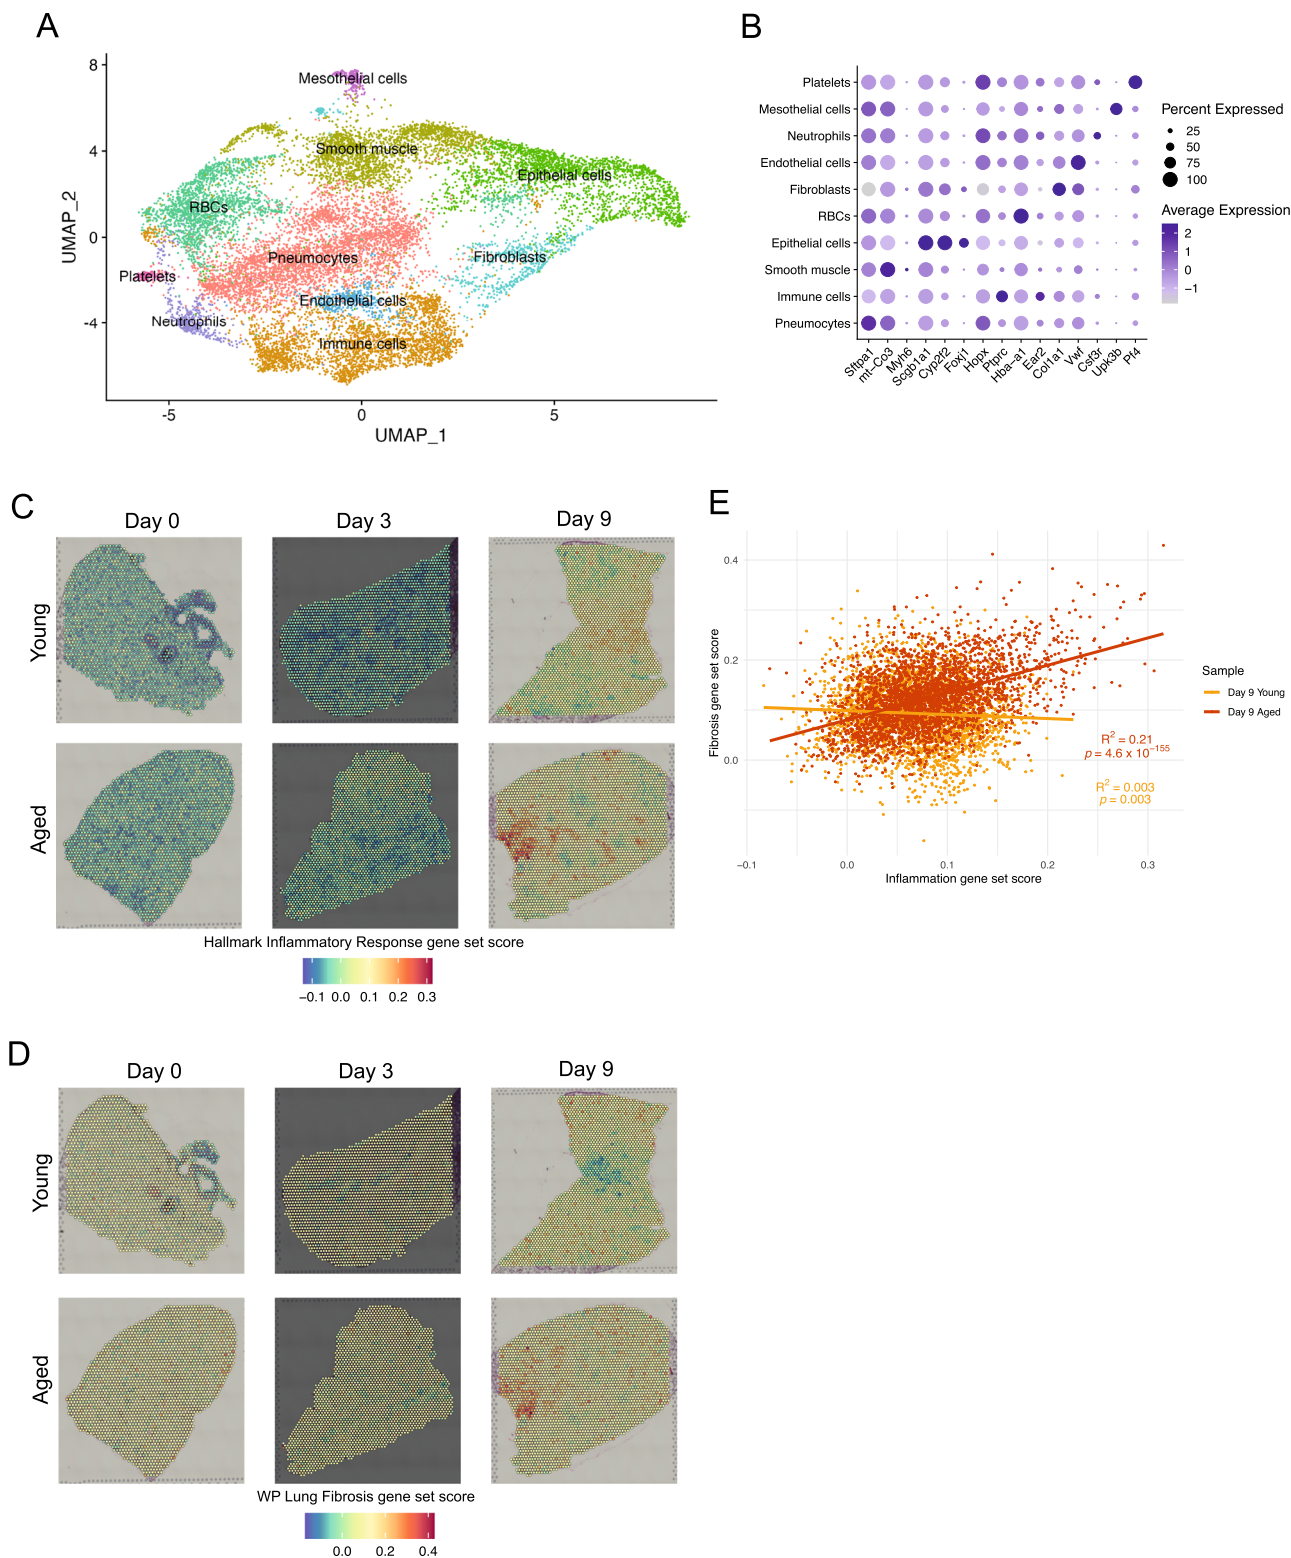 A
UMAP_2
8
4
0
-4
-5
0
5
UMAP_1
Mesothelial cells
Smooth muscle
Epithelial cells
RBCs
Pneumocytes
Fibroblasts
Platelets
Endothelial cells
Neutrophils
Immune cells
B
Platelets
Mesothelial cells
Neutrophils
Endothelial cells
Fibroblasts
RBCs
Epithelial cells
Smooth muscle
Immune cells
Pneumocytes
Sftpa1
mt-Co3
Myh6
Scgb1a1
Cyp2f2
Foxj1
Hopx
Ptprc
Hba-a1
Ear2
Col1a1
Vwf
Csf3r
Upk3b
Pf4
Percent Expressed
25
50
75
100
Average Expression
2
1
0
−1
C
Day 0
Day 3
Day 9
Young
Aged
Hallmark Inflammatory Response gene set score
−0.1 0.0 0.1 0.2 0.3
D
Day 0
Day 3
Day 9
Young
Aged
WP Lung Fibrosis gene set score
0.0 0.2 0.4
E
Fibrosis gene set score
0.4
0.2
0.0
−0.1
0.0
0.1
0.2
0.3
Inflammation gene set score
R² = 0.21
p = 4.6 x 10⁻¹⁵⁵
R² = 0.003
p = 0.003
Sample
Day 9 Young
Day 9 Aged